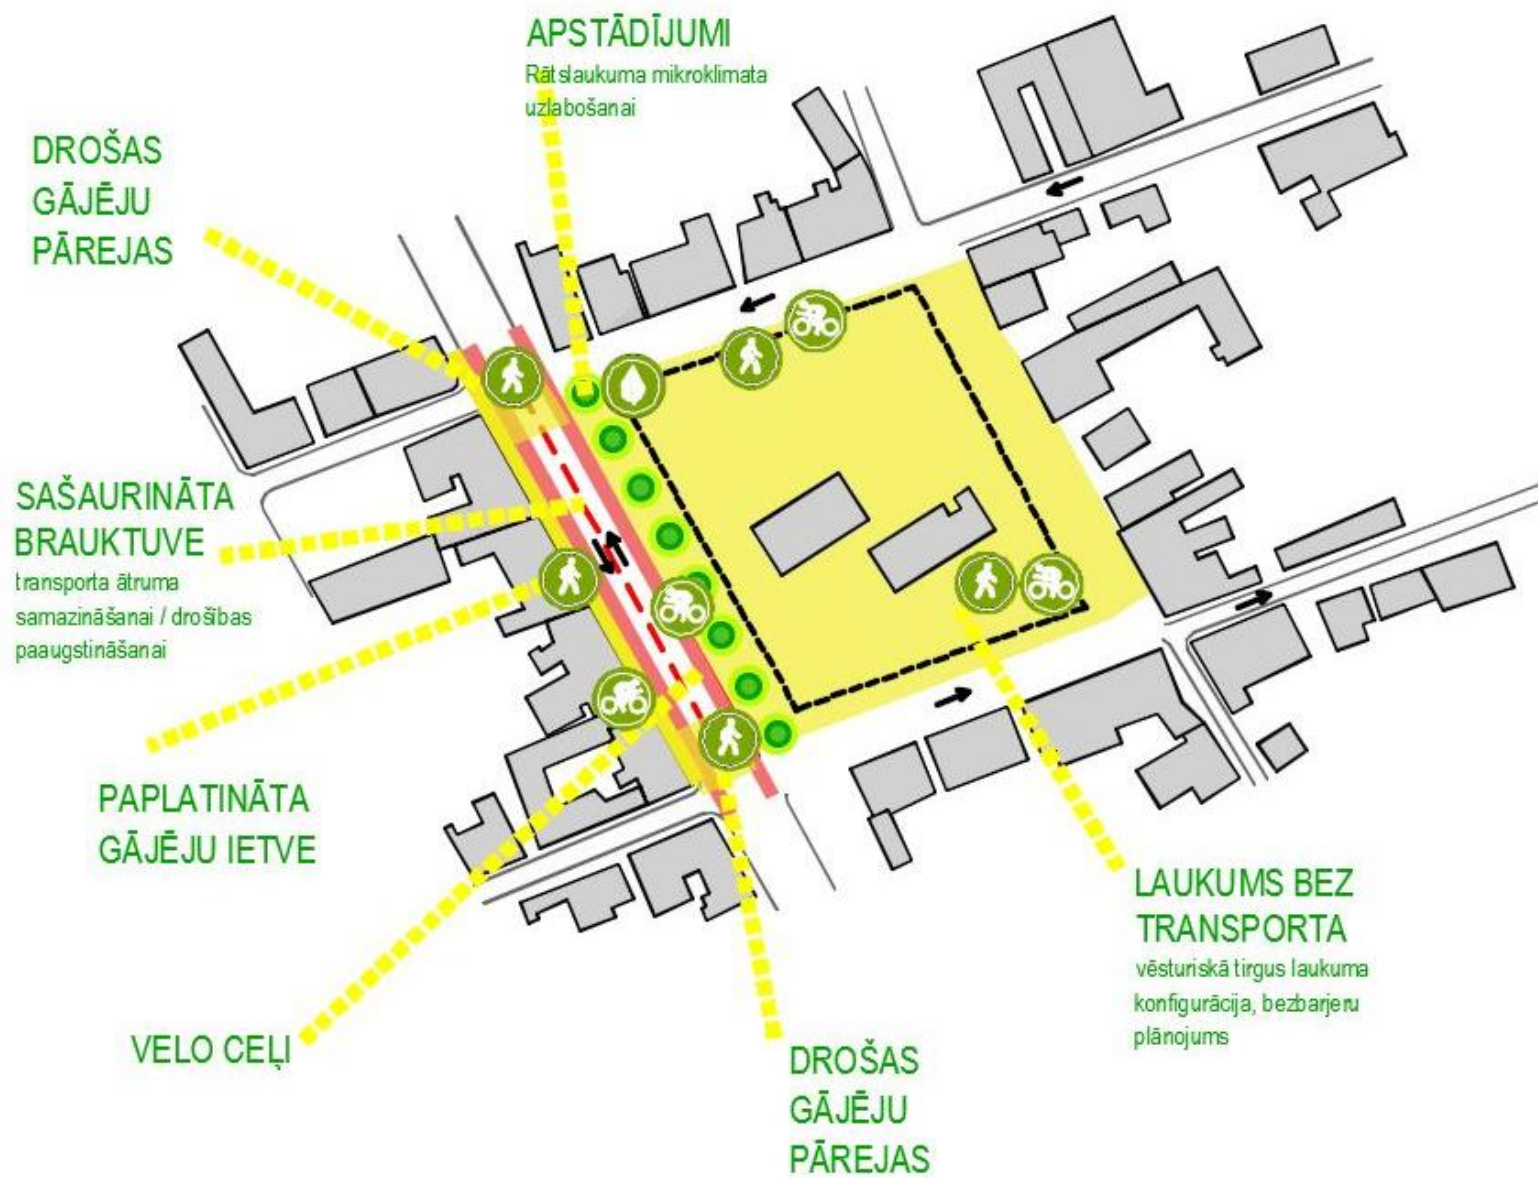 APSTĀDĪJUMI
Rātslaukuma mikroklimata
uzlabošanai
DROŠAS
GĀJĒJU
PĀREJAS
SAŠAURINĀTA
BRAUKTUVE
transporta ātruma
samazināšanai / drošības
paaugstināšanai
PAPLATINĀTA
GĀJĒJU IETVE
VELO CEĻI
DROŠAS
GĀJĒJU
PĀREJAS
LAUKUMS BEZ
TRANSPORTA
vēsturiskā tirgus laukuma
konfigurācija, bezbarjeru
plānojums